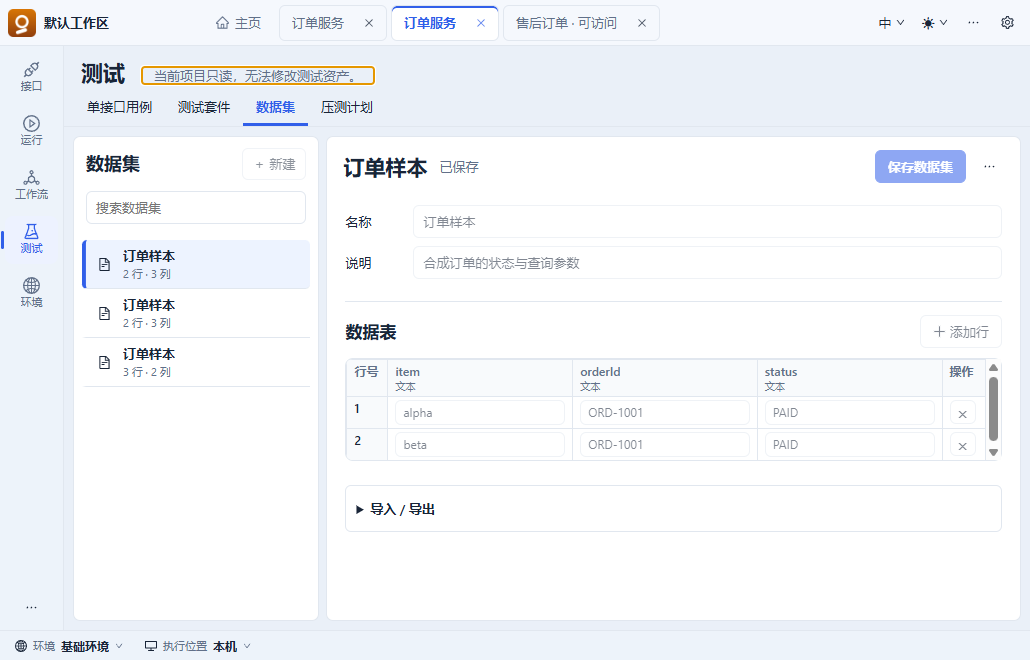 默认工作区
主页
订单服务
订单服务
售后订单 · 可访问
中
接口
运行
工作流
测试
环境
测试
当前项目只读，无法修改测试资产。
单接口用例
测试套件
数据集
压测计划
数据集
+ 新建
搜索数据集
订单样本
2 行 · 3 列
订单样本
2 行 · 3 列
订单样本
3 行 · 2 列
订单样本
已保存
保存数据集
名称
订单样本
说明
合成订单的状态与查询参数
数据表
添加行
行号
item
文本
orderId
文本
status
文本
操作
1
alpha
ORD-1001
PAID
2
beta
ORD-1001
PAID
导入 / 导出
环境
基础环境
执行位置
本机